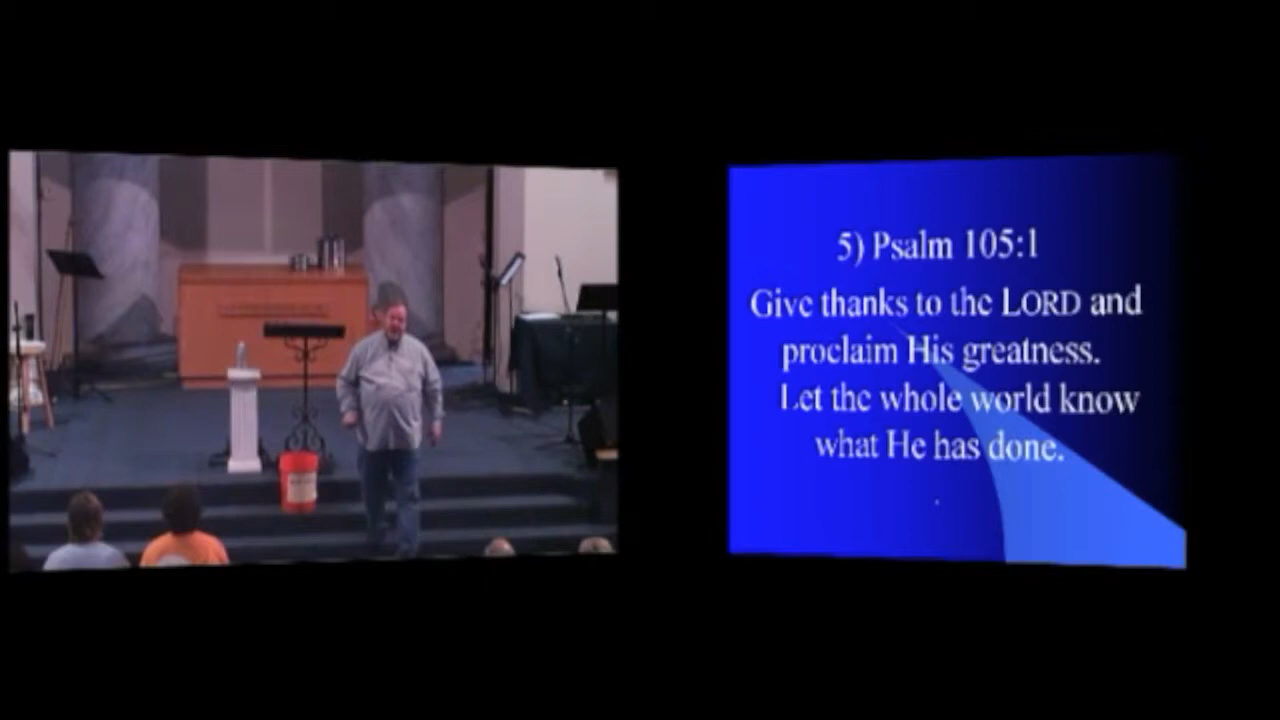 5) Psalm 105:1
Give thanks to the LORD and
proclaim His greatness.
Let the whole world know
what He has done.
.